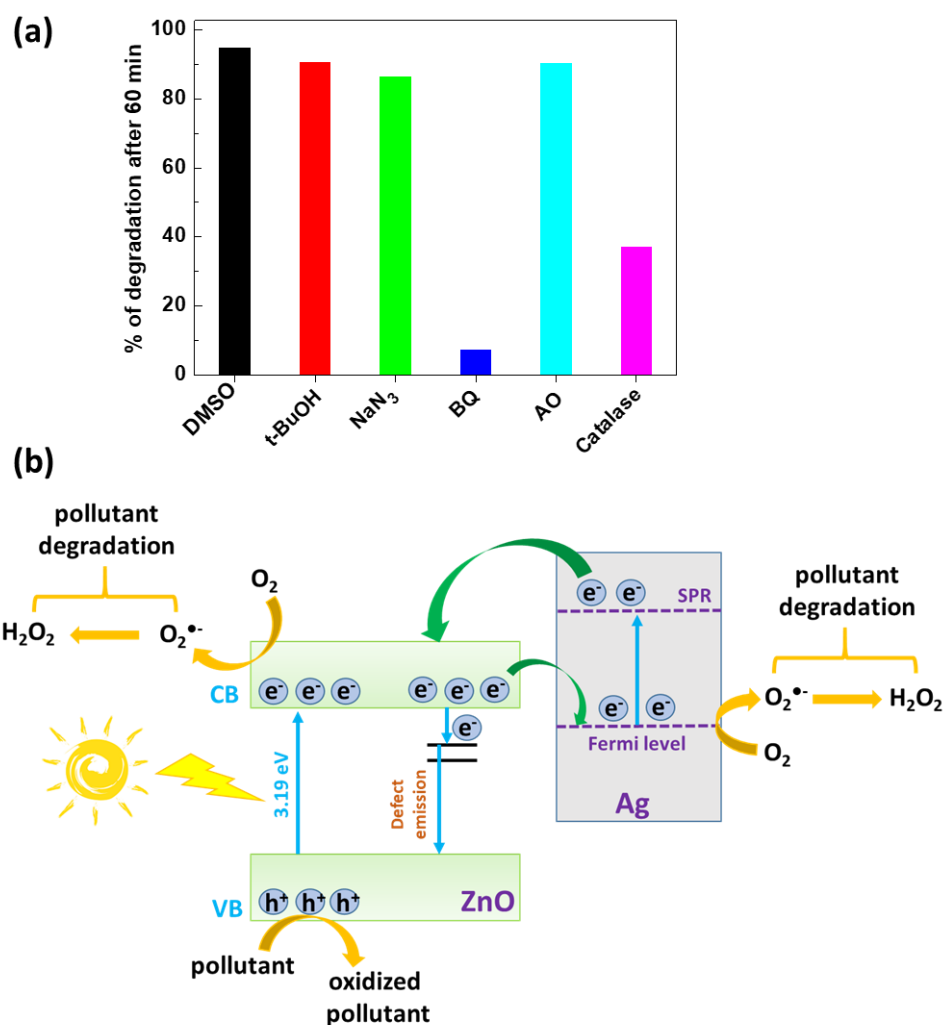 (a)
% of degradation after 60 min
100
80
60
40
20
0
DMSO
t-BuOH
NaN₃
BQ
AO
Catalase
(b)
pollutant
degradation
O₂
H₂O₂
O₂•-
CB
e⁻ e⁻ e⁻
e⁻ e⁻ e⁻
e⁻
3.19 eV
Defect
emission
VB
h⁺ h⁺ h⁺
ZnO
pollutant
oxidized
pollutant
e⁻ e⁻
SPR
e⁻ e⁻
Fermi level
Ag
pollutant
degradation
O₂•-
H₂O₂
O₂